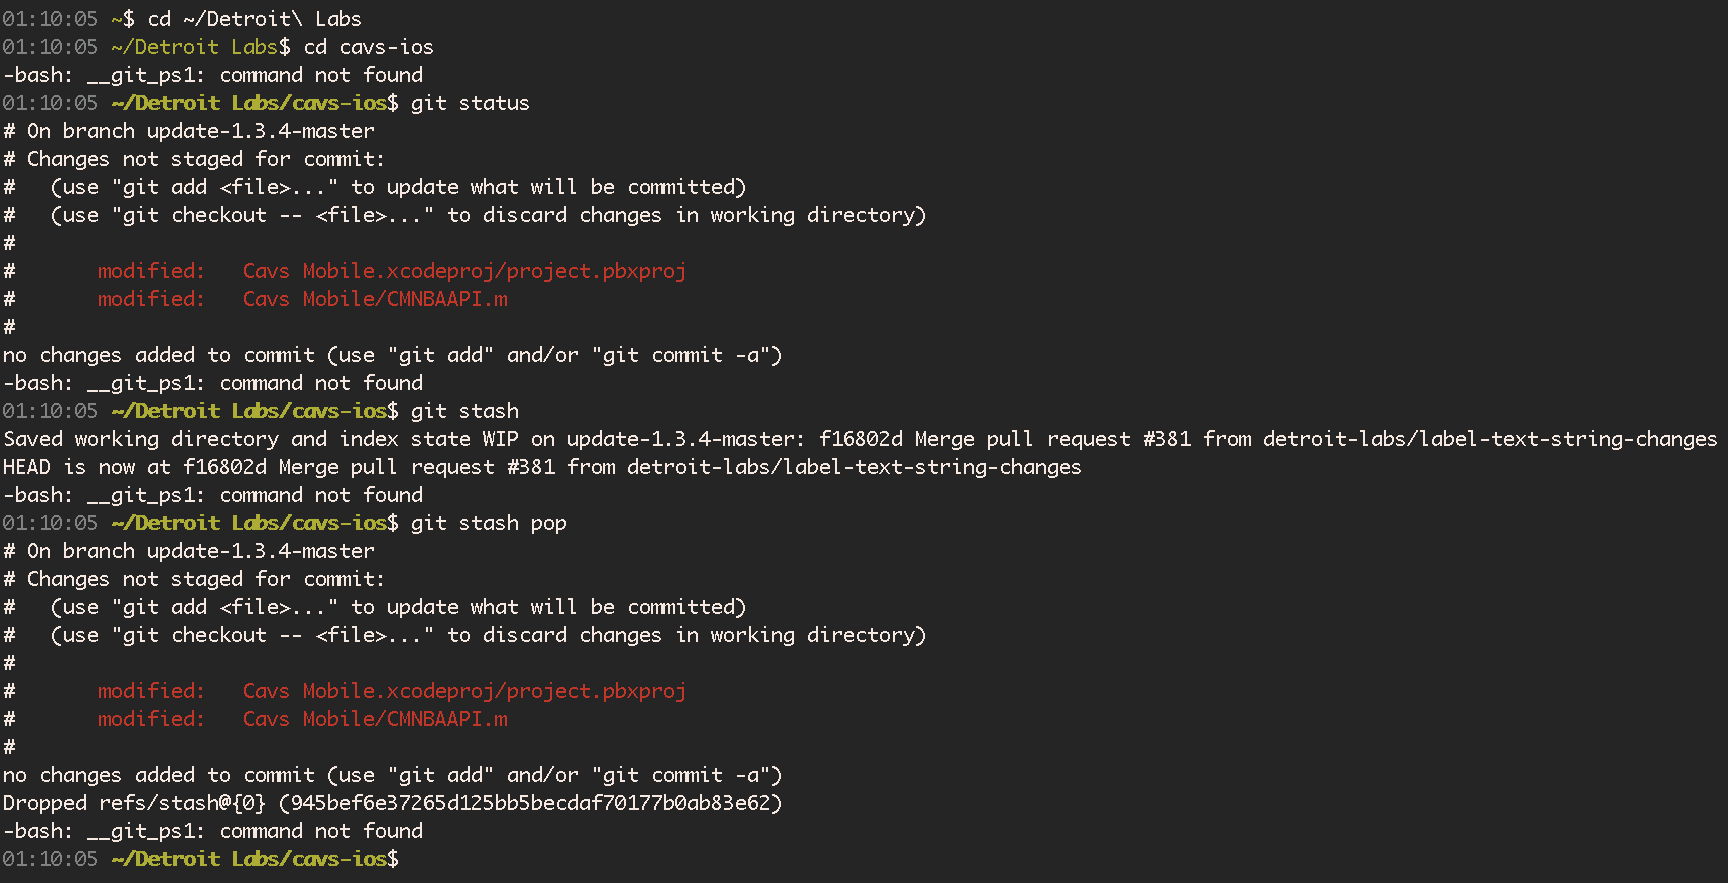 01:10:05 ~$ cd ~/Detroit\ Labs
01:10:05 ~/Detroit Labs$ cd cavs-ios
-bash: __git_ps1: command not found
01:10:05 ~/Detroit Labs/cavs-ios$ git status
# On branch update-1.3.4-master
# Changes not staged for commit:
#   (use "git add <file>..." to update what will be committed)
#   (use "git checkout -- <file>..." to discard changes in working directory)
#
#       modified:   Cavs Mobile.xcodeproj/project.pbxproj
#       modified:   Cavs Mobile/CMNBAAPI.m
#
no changes added to commit (use "git add" and/or "git commit -a")
-bash: __git_ps1: command not found
01:10:05 ~/Detroit Labs/cavs-ios$ git stash
Saved working directory and index state WIP on update-1.3.4-master: f16802d Merge pull request #381 from detroit-labs/label-text-string-changes
HEAD is now at f16802d Merge pull request #381 from detroit-labs/label-text-string-changes
-bash: __git_ps1: command not found
01:10:05 ~/Detroit Labs/cavs-ios$ git stash pop
# On branch update-1.3.4-master
# Changes not staged for commit:
#   (use "git add <file>..." to update what will be committed)
#   (use "git checkout -- <file>..." to discard changes in working directory)
#
#       modified:   Cavs Mobile.xcodeproj/project.pbxproj
#       modified:   Cavs Mobile/CMNBAAPI.m
#
no changes added to commit (use "git add" and/or "git commit -a")
Dropped refs/stash@{0} (945bef6e37265d125bb5becdaf70177b0ab83e62)
-bash: __git_ps1: command not found
01:10:05 ~/Detroit Labs/cavs-ios$